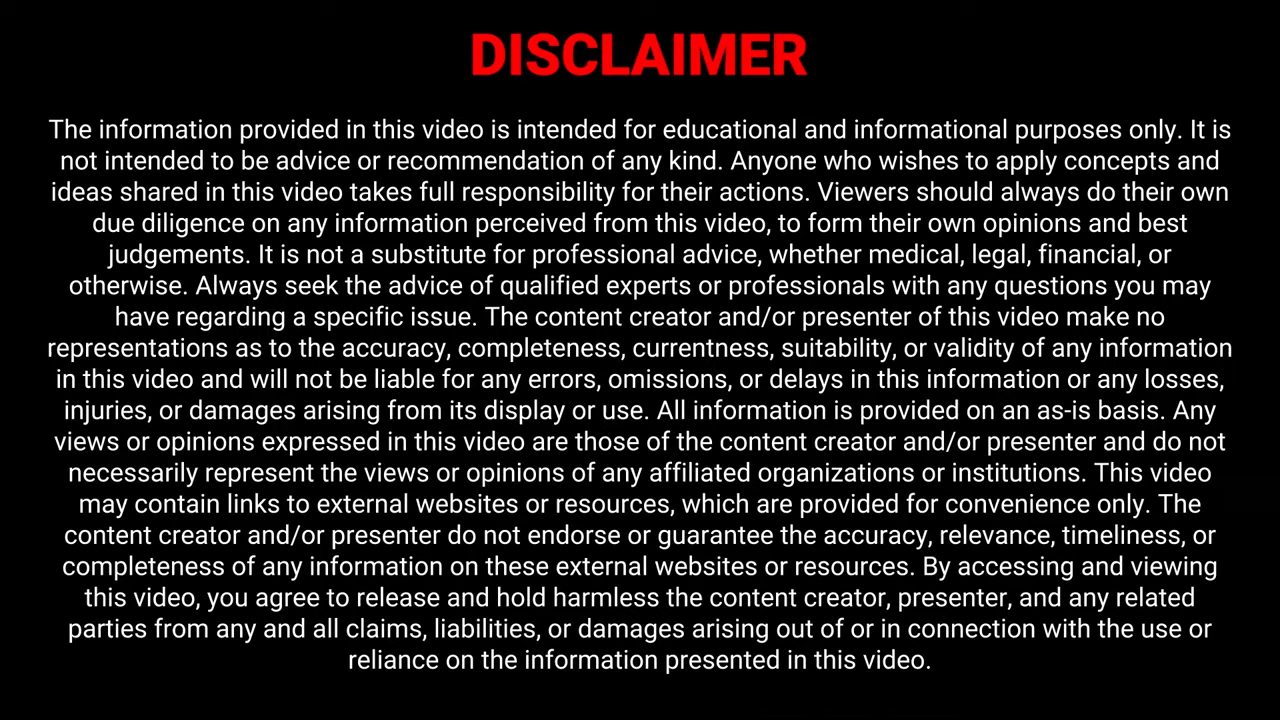 DISCLAIMER
The information provided in this video is intended for educational and informational purposes only. It is
not intended to be advice or recommendation of any kind. Anyone who wishes to apply concepts and
ideas shared in this video takes full responsibility for their actions. Viewers should always do their own
due diligence on any information perceived from this video, to form their own opinions and best
judgements. It is not a substitute for professional advice, whether medical, legal, financial, or
otherwise. Always seek the advice of qualified experts or professionals with any questions you may
have regarding a specific issue. The content creator and/or presenter of this video make no
representations as to the accuracy, completeness, currentness, suitability, or validity of any information
in this video and will not be liable for any errors, omissions, or delays in this information or any losses,
injuries, or damages arising from its display or use. All information is provided on an as-is basis. Any
views or opinions expressed in this video are those of the content creator and/or presenter and do not
necessarily represent the views or opinions of any affiliated organizations or institutions. This video
may contain links to external websites or resources, which are provided for convenience only. The
content creator and/or presenter do not endorse or guarantee the accuracy, relevance, timeliness, or
completeness of any information on these external websites or resources. By accessing and viewing
this video, you agree to release and hold harmless the content creator, presenter, and any related
parties from any and all claims, liabilities, or damages arising out of or in connection with the use or
reliance on the information presented in this video.